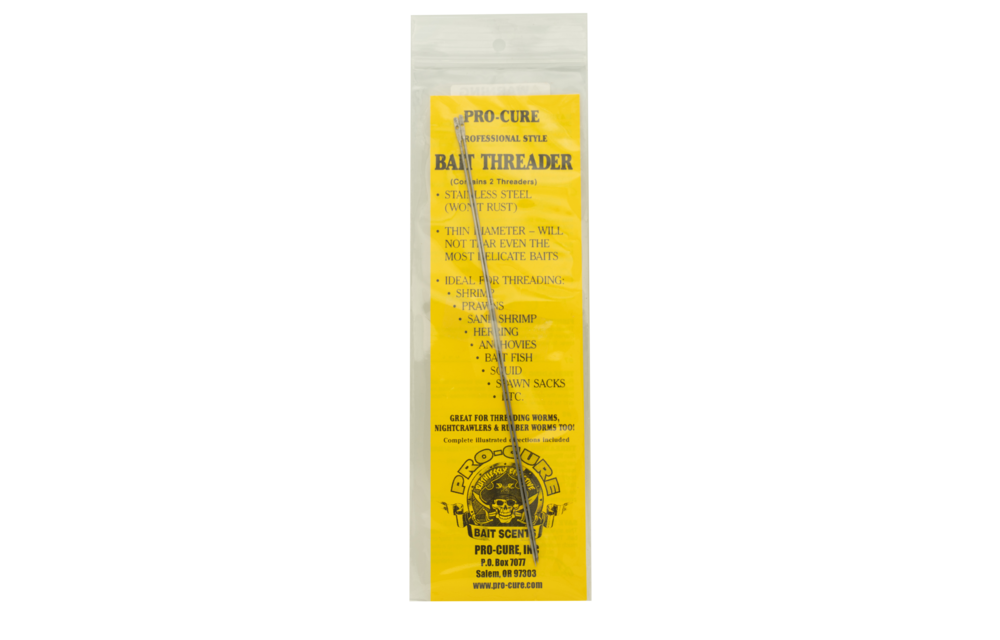 PRO-CURE
PROFESSIONAL STYLE
BAIT THREADER
(Contains 2 Threaders)
• STAINLESS STEEL
(WON'T RUST)
• THIN DIAMETER – WILL
NOT TEAR EVEN THE
MOST DELICATE BAITS
• IDEAL FOR THREADING:
• SHRIMP
• PRAWNS
• SAND SHRIMP
• HERRING
• ANCHOVIES
• BAIT FISH
• SQUID
• SPAWN SACKS
• ETC.
GREAT FOR THREADING WORMS,
NIGHTCRAWLERS & RUBBER WORMS TOO!
Complete illustrated directions included
PRO-CURE
RUTHLESSLY EFFECTIVE
BAIT SCENTS
PRO-CURE, INC
P.O. Box 7077
Salem, OR 97303
www.pro-cure.com